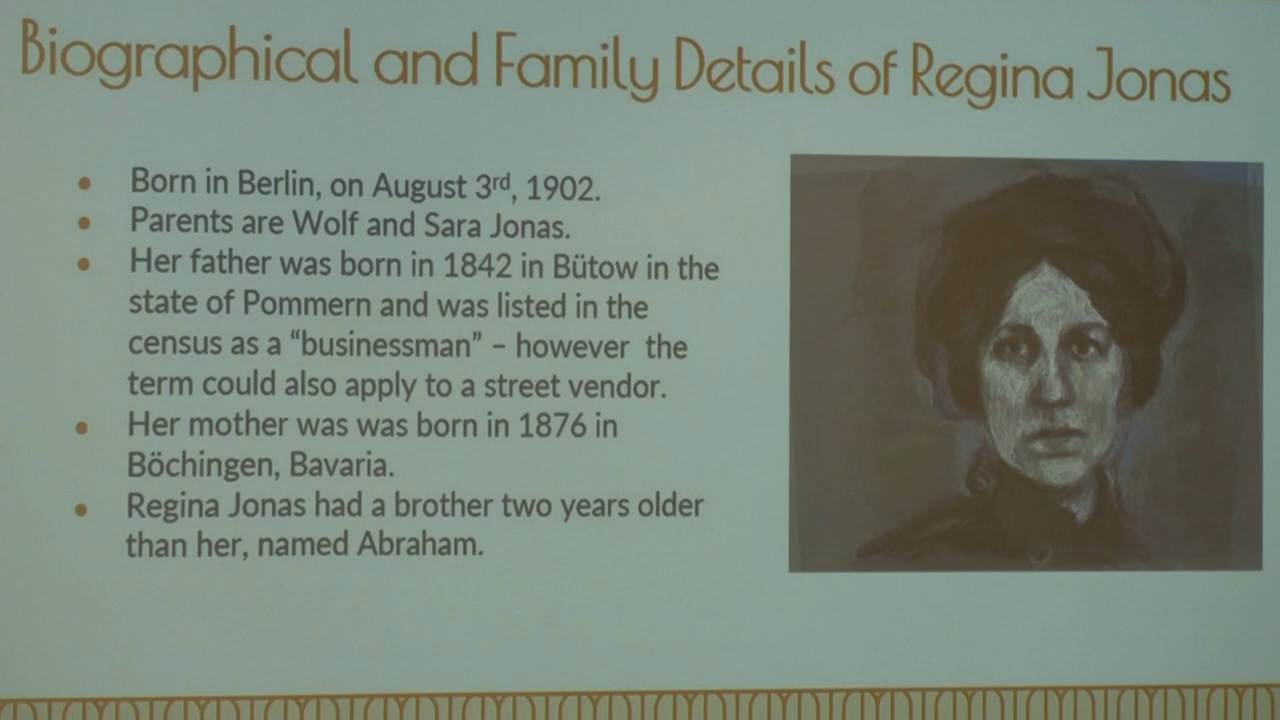 Biographical and Family Details of Regina Jonas
• Born in Berlin, on August 3rd, 1902.
• Parents are Wolf and Sara Jonas.
• Her father was born in 1842 in Bütow in the
state of Pommern and was listed in the
census as a “businessman” – however the
term could also apply to a street vendor.
• Her mother was was born in 1876 in
Böchingen, Bavaria.
• Regina Jonas had a brother two years older
than her, named Abraham.